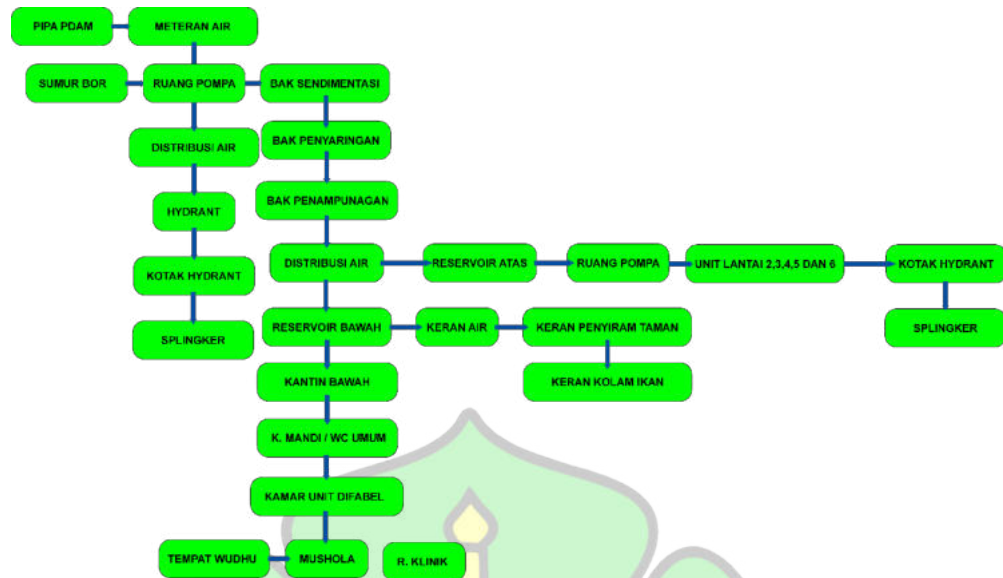 PIPA PDAM
METERAN AIR
SUMUR BOR
RUANG POMPA
BAK SENDIMENTASI
DISTRIBUSI AIR
BAK PENYARINGAN
HYDRANT
BAK PENAMPUNAGAN
KOTAK HYDRANT
DISTRIBUSI AIR
RESERVOIR ATAS
RUANG POMPA
UNIT LANTAI 2,3,4,5 DAN 6
KOTAK HYDRANT
SPLINGKER
RESERVOIR BAWAH
KERAN AIR
KERAN PENYIRAM TAMAN
SPLINGKER
KANTIN BAWAH
KERAN KOLAM IKAN
K. MANDI / WC UMUM
KAMAR UNIT DIFABEL
TEMPAT WUDHU
MUSHOLA
R. KLINIK